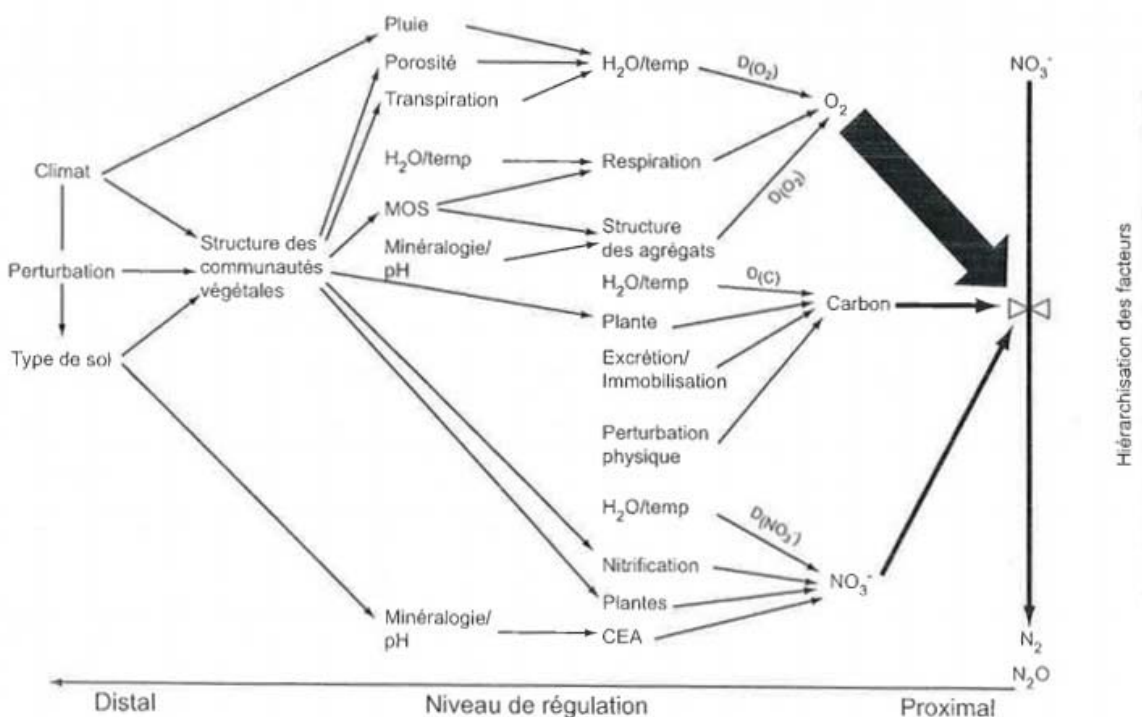 Pluie
Porosité
Transpiration
H₂O/temp
D(O₂)
O₂
NO₃⁻
Climat
H₂O/temp
Respiration
MOS
D(O₂)
Structure des
communautés
végétales
Minéralogie/
pH
Structure
des agrégats
Perturbation
H₂O/temp
D(C)
Plante
Carbon
Type de sol
Excrétion/
Immobilisation
Perturbation
physique
H₂O/temp
D(NO₃⁻)
Nitrification
NO₃⁻
Plantes
Minéralogie/
pH
CEA
N₂
N₂O
Distal
Niveau de régulation
Proximal
Hiérarchisation des facteurs